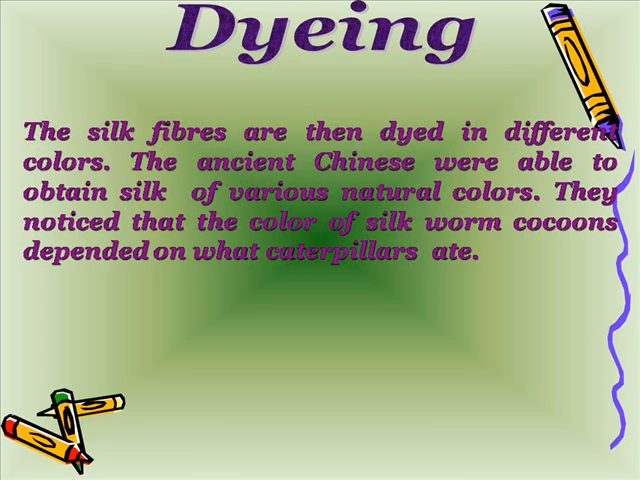 Dyeing
The silk fibres are then dyed in different
colors. The ancient Chinese were able to
obtain silk of various natural colors. They
noticed that the color of silk worm cocoons
depended on what caterpillars ate.